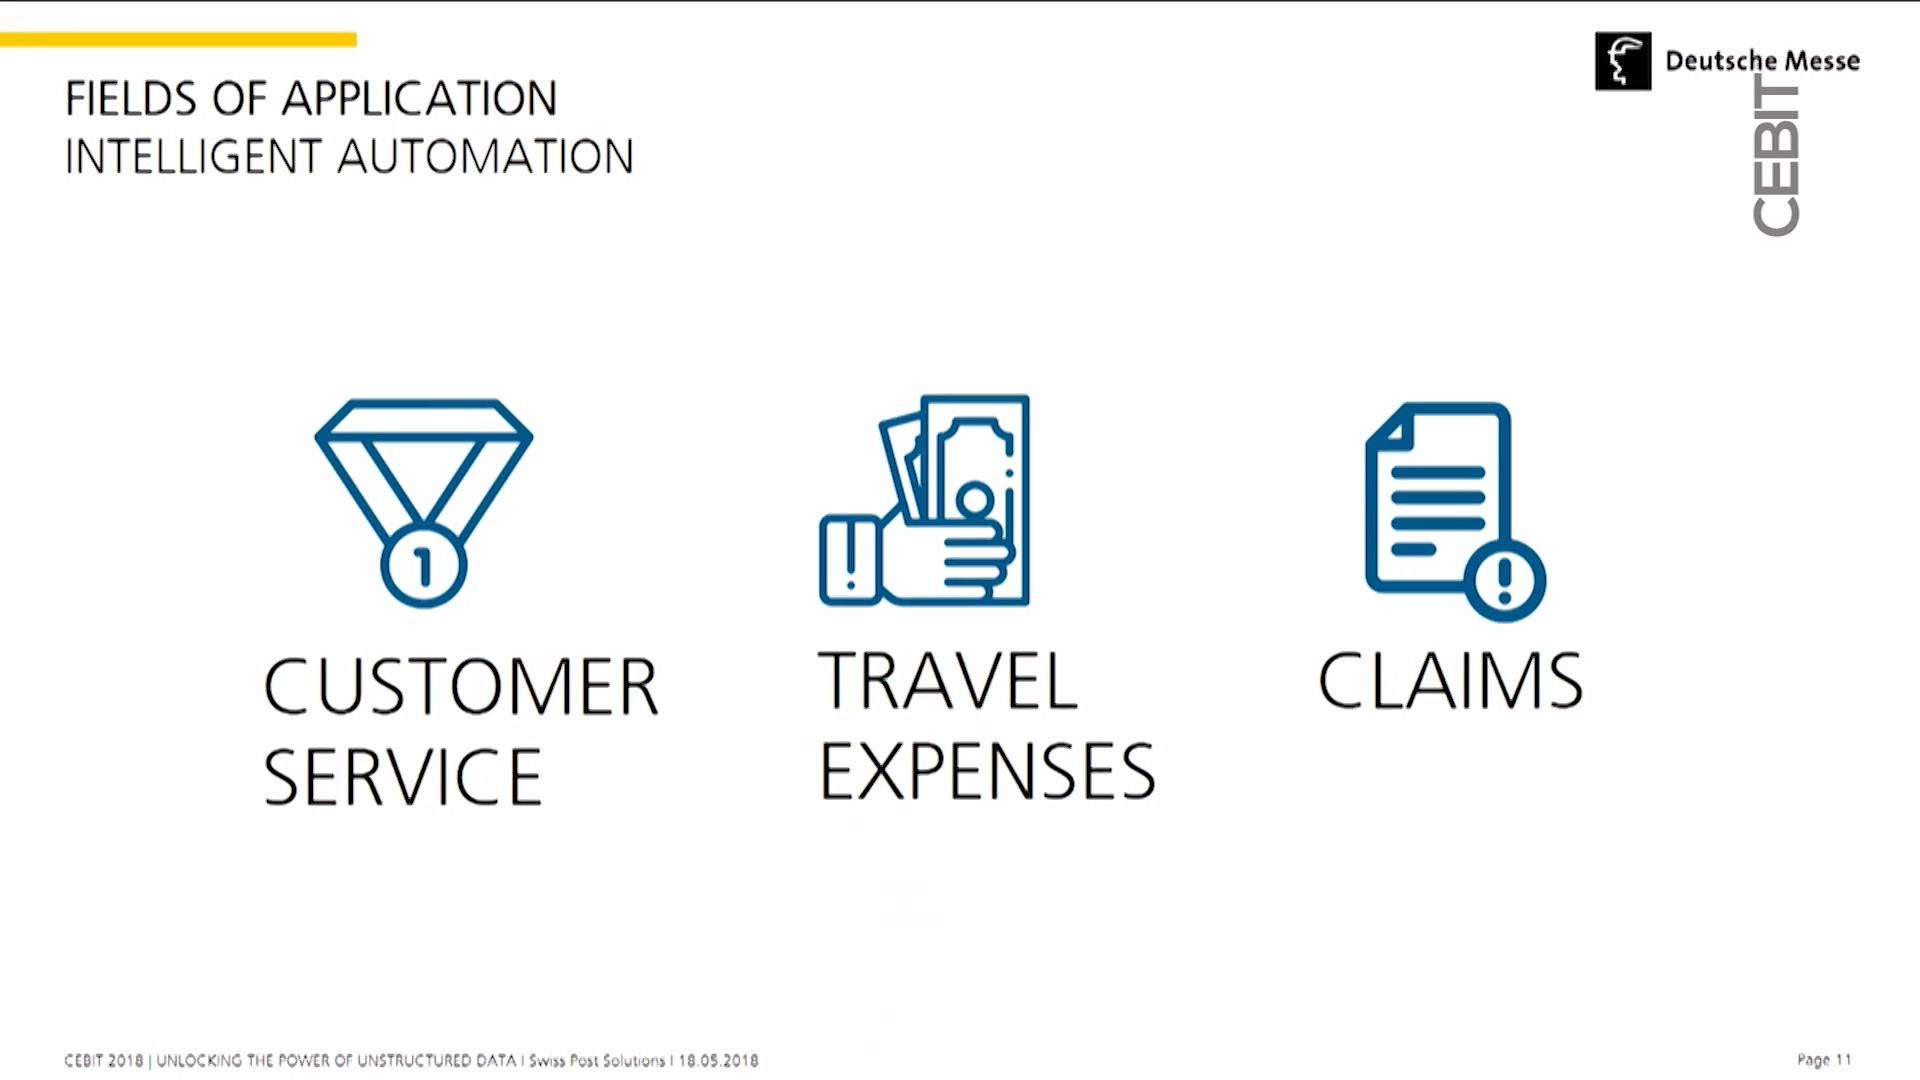 FIELDS OF APPLICATION
INTELLIGENT AUTOMATION
Deutsche Messe
CEBIT
1
CUSTOMER
SERVICE
TRAVEL
EXPENSES
CLAIMS
CEBIT 2018 | UNLOCKING THE POWER OF UNSTRUCTURED DATA I Swiss Post Solutions I 18.05.2018
Page 11